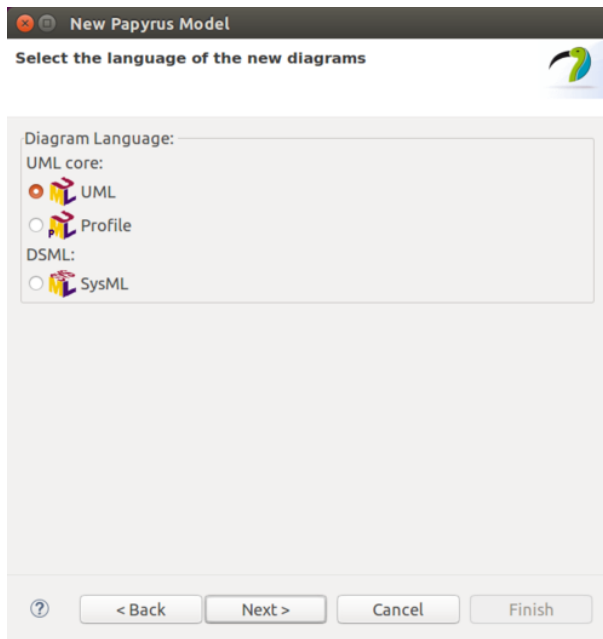 New Papyrus Model
Select the language of the new diagrams
Diagram Language:
UML core:
UML
Profile
DSML:
SysML
< Back Next > Cancel Finish